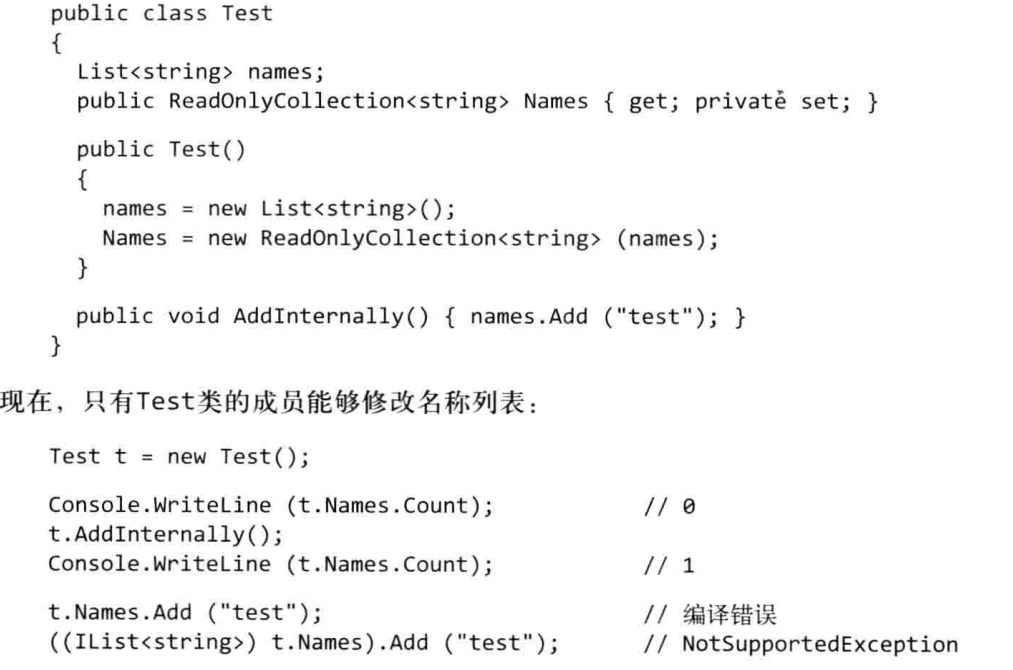 public class Test
{
  List<string> names;
  public ReadOnlyCollection<string> Names { get; private set; }
  public Test()
  {
    names = new List<string>();
    Names = new ReadOnlyCollection<string> (names);
  }
  public void AddInternally() { names.Add ("test"); }
}
现在，只有Test类的成员能够修改名称列表：
Test t = new Test();
Console.WriteLine (t.Names.Count);            // 0
t.AddInternally();
Console.WriteLine (t.Names.Count);            // 1
t.Names.Add ("test");                         // 编译错误
((IList<string>) t.Names).Add ("test");       // NotSupportedException